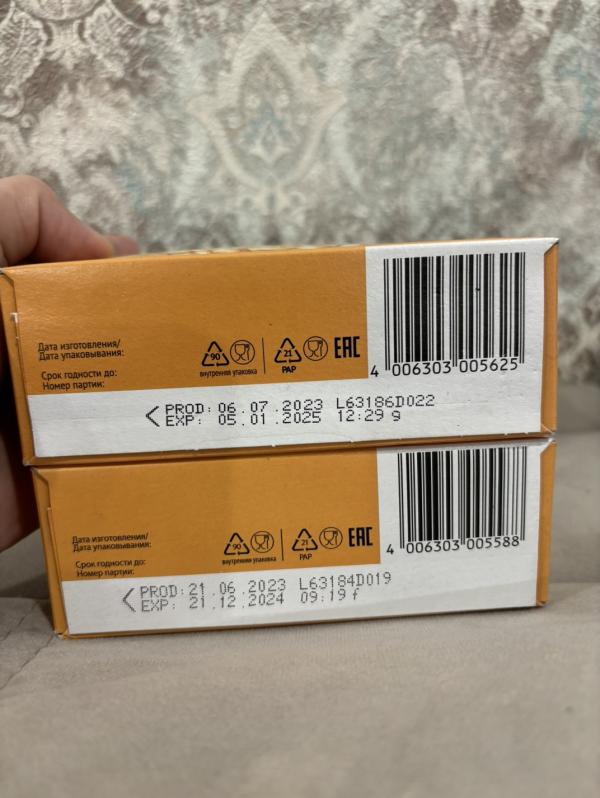 Дата изготовления/
Дата упаковывания:
Срок годности до:
Номер партии:
90
внутренняя упаковка
21
PAP
EAC
4 006303 005625
PROD: 06.07.2023 L63186D022
EXP: 05.01.2025 12:29 g
Дата изготовления/
Дата упаковывания:
Срок годности до:
Номер партии:
90
внутренняя упаковка
21
PAP
EAC
4 006303 005588
PROD: 21.06.2023 L63184D019
EXP: 21.12.2024 09:19 f